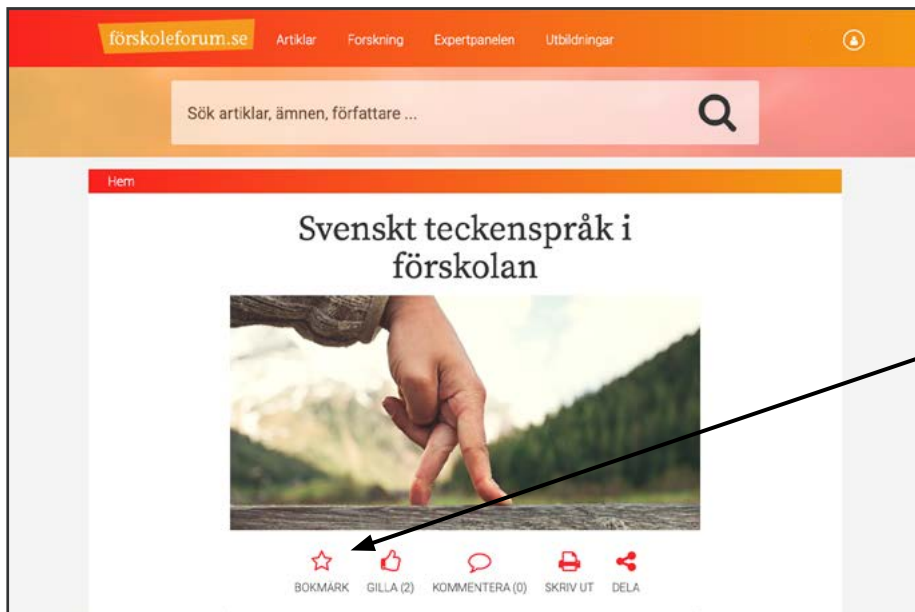 förskoleforum.se Artiklar Forskning Expertpanelen Utbildningar
Sök artiklar, ämnen, författare ...
Hem
Svenskt teckenspråk i
förskolan
BOKMÄRK GILLA (2) KOMMENTERA (0) SKRIV UT DELA